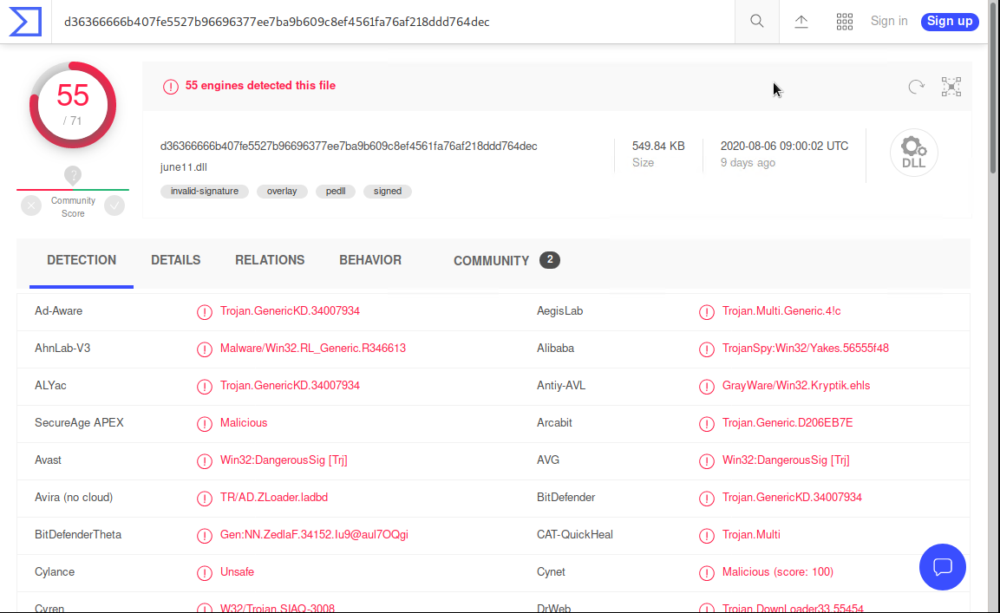 d36366666b407fe5527b96696377ee7ba9b609c8ef4561fa76af218ddd764dec
Sign in
Sign up
55
/ 71
?
Community
Score
55 engines detected this file
d36366666b407fe5527b96696377ee7ba9b609c8ef4561fa76af218ddd764dec
june11.dll
invalid-signature overlay pedll signed
549.84 KB
Size
2020-08-06 09:00:02 UTC
9 days ago
DLL
DETECTION DETAILS RELATIONS BEHAVIOR COMMUNITY 2
Ad-Aware Trojan.GenericKD.34007934 AegisLab Trojan.Multi.Generic.4!c
AhnLab-V3 Malware/Win32.RL_Generic.R346613 Alibaba TrojanSpy:Win32/Yakes.56555f48
ALYac Trojan.GenericKD.34007934 Antiy-AVL GrayWare/Win32.Kryptik.ehls
SecureAge APEX Malicious Arcabit Trojan.Generic.D206EB7E
Avast Win32:DangerousSig [Trj] AVG Win32:DangerousSig [Trj]
Avira (no cloud) TR/AD.ZLoader.ladbd BitDefender Trojan.GenericKD.34007934
BitDefenderTheta Gen:NN.ZedlaF.34152.Iu9@aul7OQgi CAT-QuickHeal Trojan.Multi
Cylance Unsafe Cynet Malicious (score: 100)
Cyren W32/Trojan.SIAQ-3008 DrWeb Trojan.DownLoader33.55454